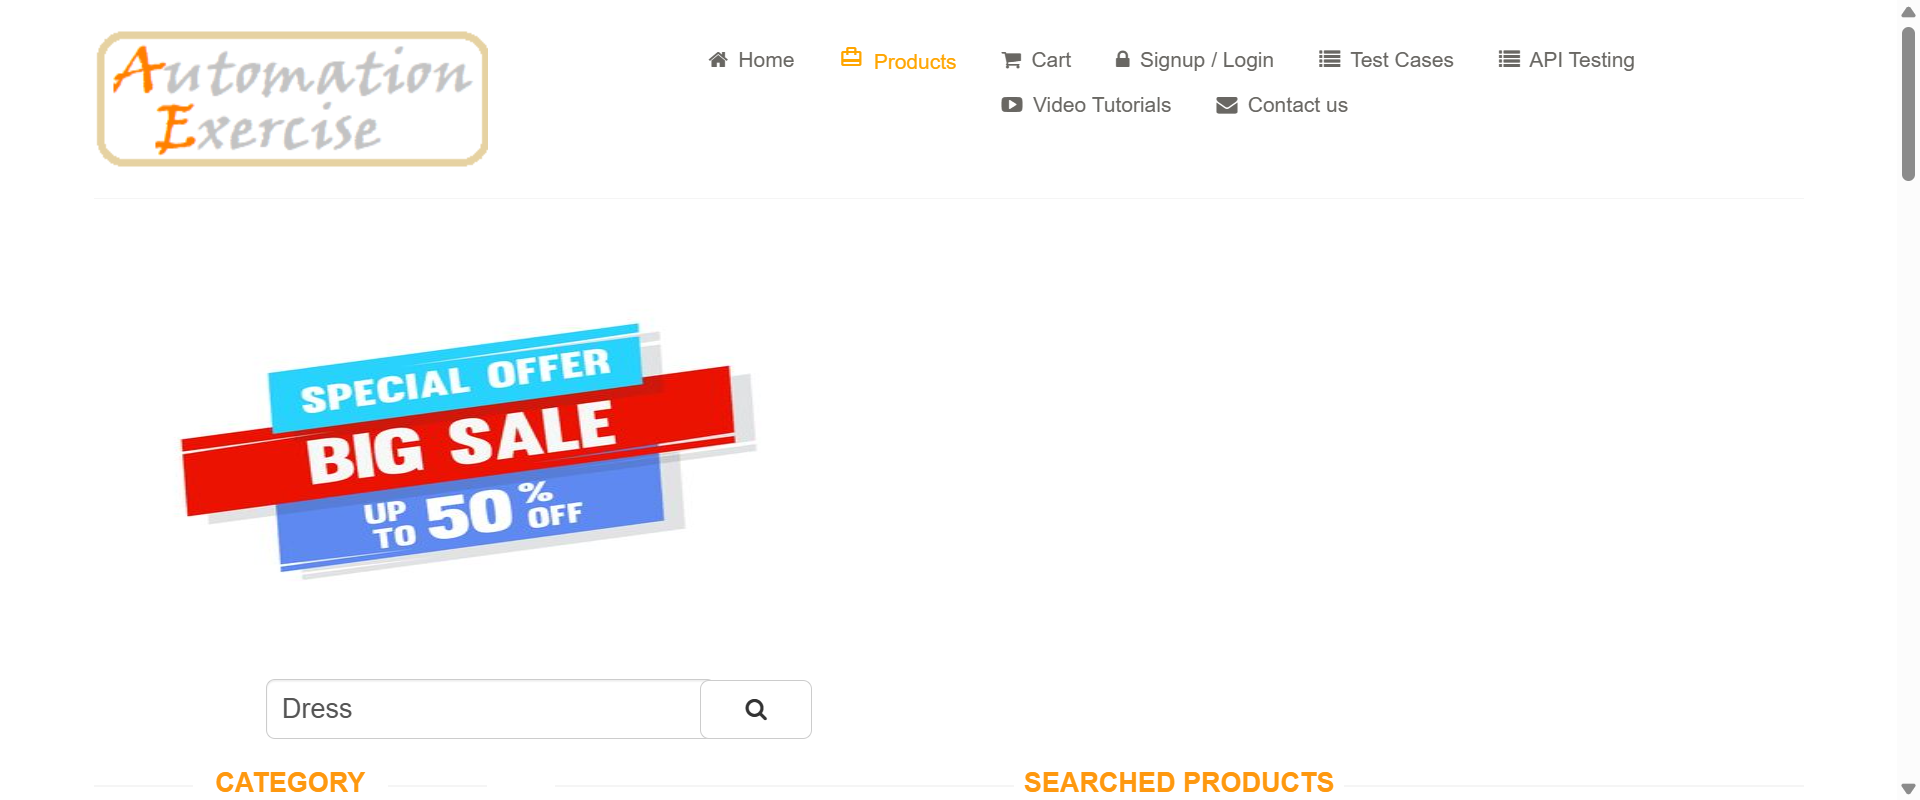 Automation
Exercise
Home Products Cart Signup / Login Test Cases API Testing
Video Tutorials Contact us
SPECIAL OFFER
BIG SALE
UP TO 50% OFF
Dress
CATEGORY
SEARCHED PRODUCTS